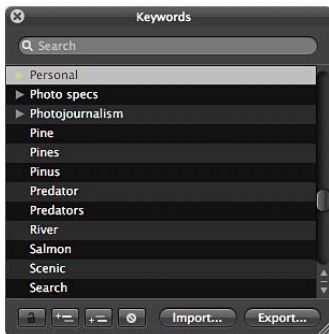 Keywords
Search
Personal
Photo specs
Photojournalism
Pine
Pines
Pinus
Predator
Predators
River
Salmon
Scenic
Search
Import...
Export...